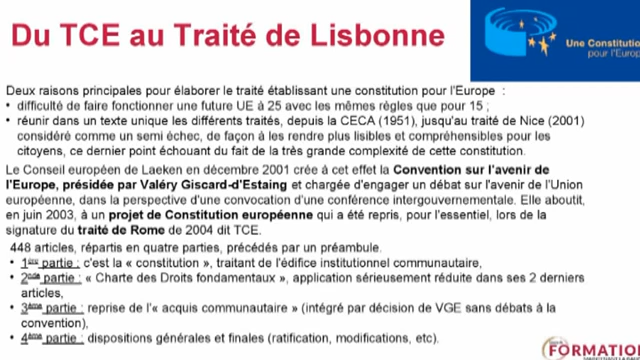 Du TCE au Traité de Lisbonne
Une Constitution
pour l'Europe
Deux raisons principales pour élaborer le traité établissant une constitution pour l'Europe :
• difficulté de faire fonctionner une future UE à 25 avec les mêmes règles que pour 15 ;
• réunir dans un texte unique les différents traités, depuis la CECA (1951), jusqu'au traité de Nice (2001)
considéré comme un semi échec, de façon à les rendre plus lisibles et compréhensibles pour les
citoyens, ce dernier point échouant du fait de la très grande complexité de cette constitution.
Le Conseil européen de Laeken en décembre 2001 crée à cet effet la Convention sur l'avenir de
l'Europe, présidée par Valéry Giscard-d'Estaing et chargée d'engager un débat sur l'avenir de l'Union
européenne, dans la perspective d'une convocation d'une conférence intergouvernementale. Elle aboutit,
en juin 2003, à un projet de Constitution européenne qui a été repris, pour l'essentiel, lors de la
signature du traité de Rome de 2004 dit TCE.
448 articles, répartis en quatre parties, précédés par un préambule.
• 1ère partie : c'est la « constitution », traitant de l'édifice institutionnel communautaire,
• 2nde partie : « Charte des Droits fondamentaux », application sérieusement réduite dans ses 2 derniers
articles,
• 3ème partie : reprise de l'« acquis communautaire » (intégré par décision de VGE sans débats à la
convention),
• 4ème partie : dispositions générales et finales (ratification, modifications, etc).
FORMATION